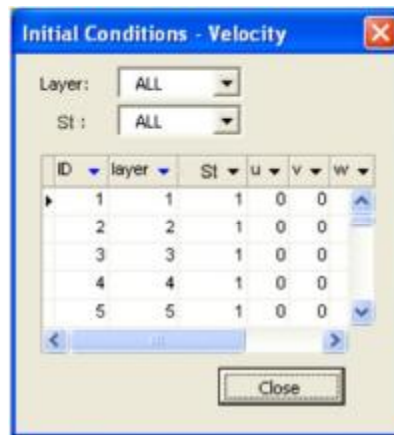 Initial Conditions - Velocity
Layer: ALL
St : ALL
ID layer St u v w
1 1 1 0 0
2 2 1 0 0
3 3 1 0 0
4 4 1 0 0
5 5 1 0 0
Close